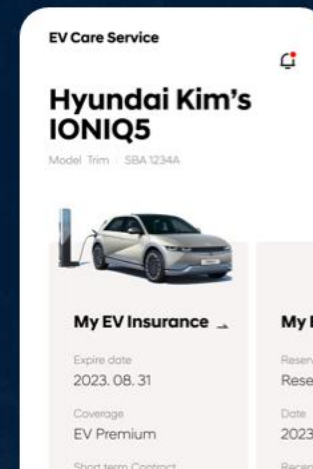 EV Care Service
Hyundai Kim's
IONIQ5
Model Trim SBA 1234A
My EV Insurance
Expire date
2023. 08. 31
Coverage
EV Premium
Short term Contract
My E
Reserv
Rese
Date
2023
Recen